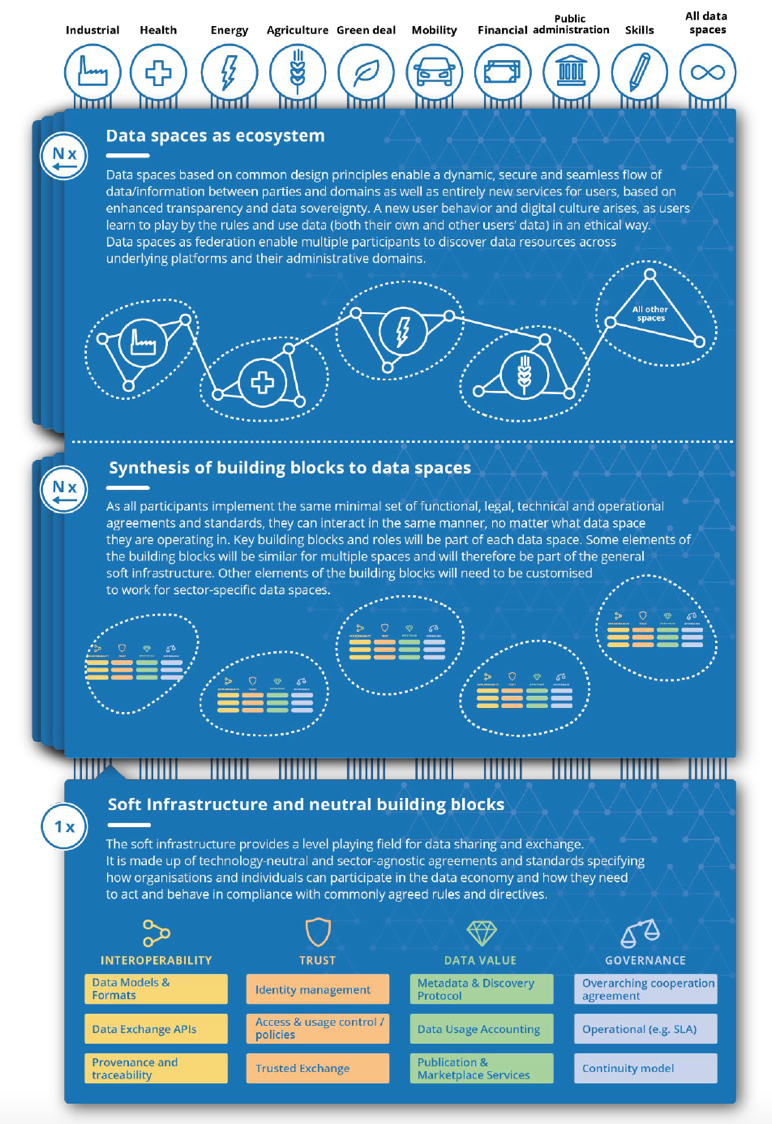 Industrial Health Energy Agriculture Green deal Mobility Financial Public administration Skills All data spaces
N x
Data spaces as ecosystem
Data spaces based on common design principles enable a dynamic, secure and seamless flow of
data/information between parties and domains as well as entirely new services for users, based on
enhanced transparency and data sovereignty. A new user behavior and digital culture arises, as users
learn to play by the rules and use data (both their own and other users' data) in an ethical way.
Data spaces as federation enable multiple participants to discover data resources across
underlying platforms and their administrative domains.
All other
spaces
N x
Synthesis of building blocks to data spaces
As all participants implement the same minimal set of functional, legal, technical and operational
agreements and standards, they can interact in the same manner, no matter what data space
they are operating in. Key building blocks and roles will be part of each data space. Some elements of
the building blocks will be similar for multiple spaces and will therefore be part of the general
soft infrastructure. Other elements of the building blocks will need to be customised
to work for sector-specific data spaces.
1 x
Soft Infrastructure and neutral building blocks
The soft infrastructure provides a level playing field for data sharing and exchange.
It is made up of technology-neutral and sector-agnostic agreements and standards specifying
how organisations and individuals can participate in the data economy and how they need
to act and behave in compliance with commonly agreed rules and directives.
INTEROPERABILITY
Data Models &
Formats
Data Exchange APIs
Provenance and
traceability
TRUST
Identity management
Access & usage control /
policies
Trusted Exchange
DATA VALUE
Metadata & Discovery
Protocol
Data Usage Accounting
Publication &
Marketplace Services
GOVERNANCE
Overarching cooperation
agreement
Operational (e.g. SLA)
Continuity model